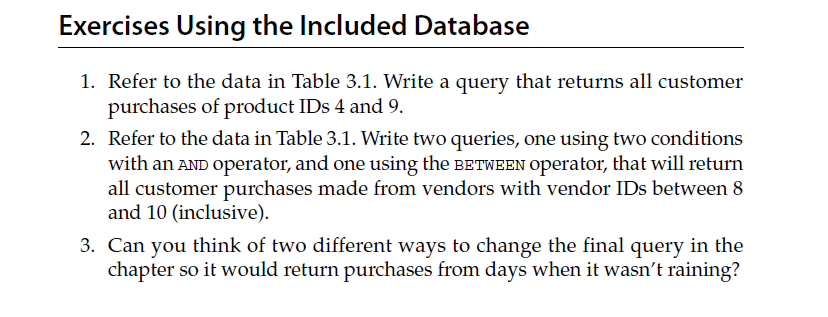 Exercises Using the Included Database
1. Refer to the data in Table 3.1. Write a query that returns all customer
purchases of product IDs 4 and 9.
2. Refer to the data in Table 3.1. Write two queries, one using two conditions
with an AND operator, and one using the BETWEEN operator, that will return
all customer purchases made from vendors with vendor IDs between 8
and 10 (inclusive).
3. Can you think of two different ways to change the final query in the
chapter so it would return purchases from days when it wasn’t raining?